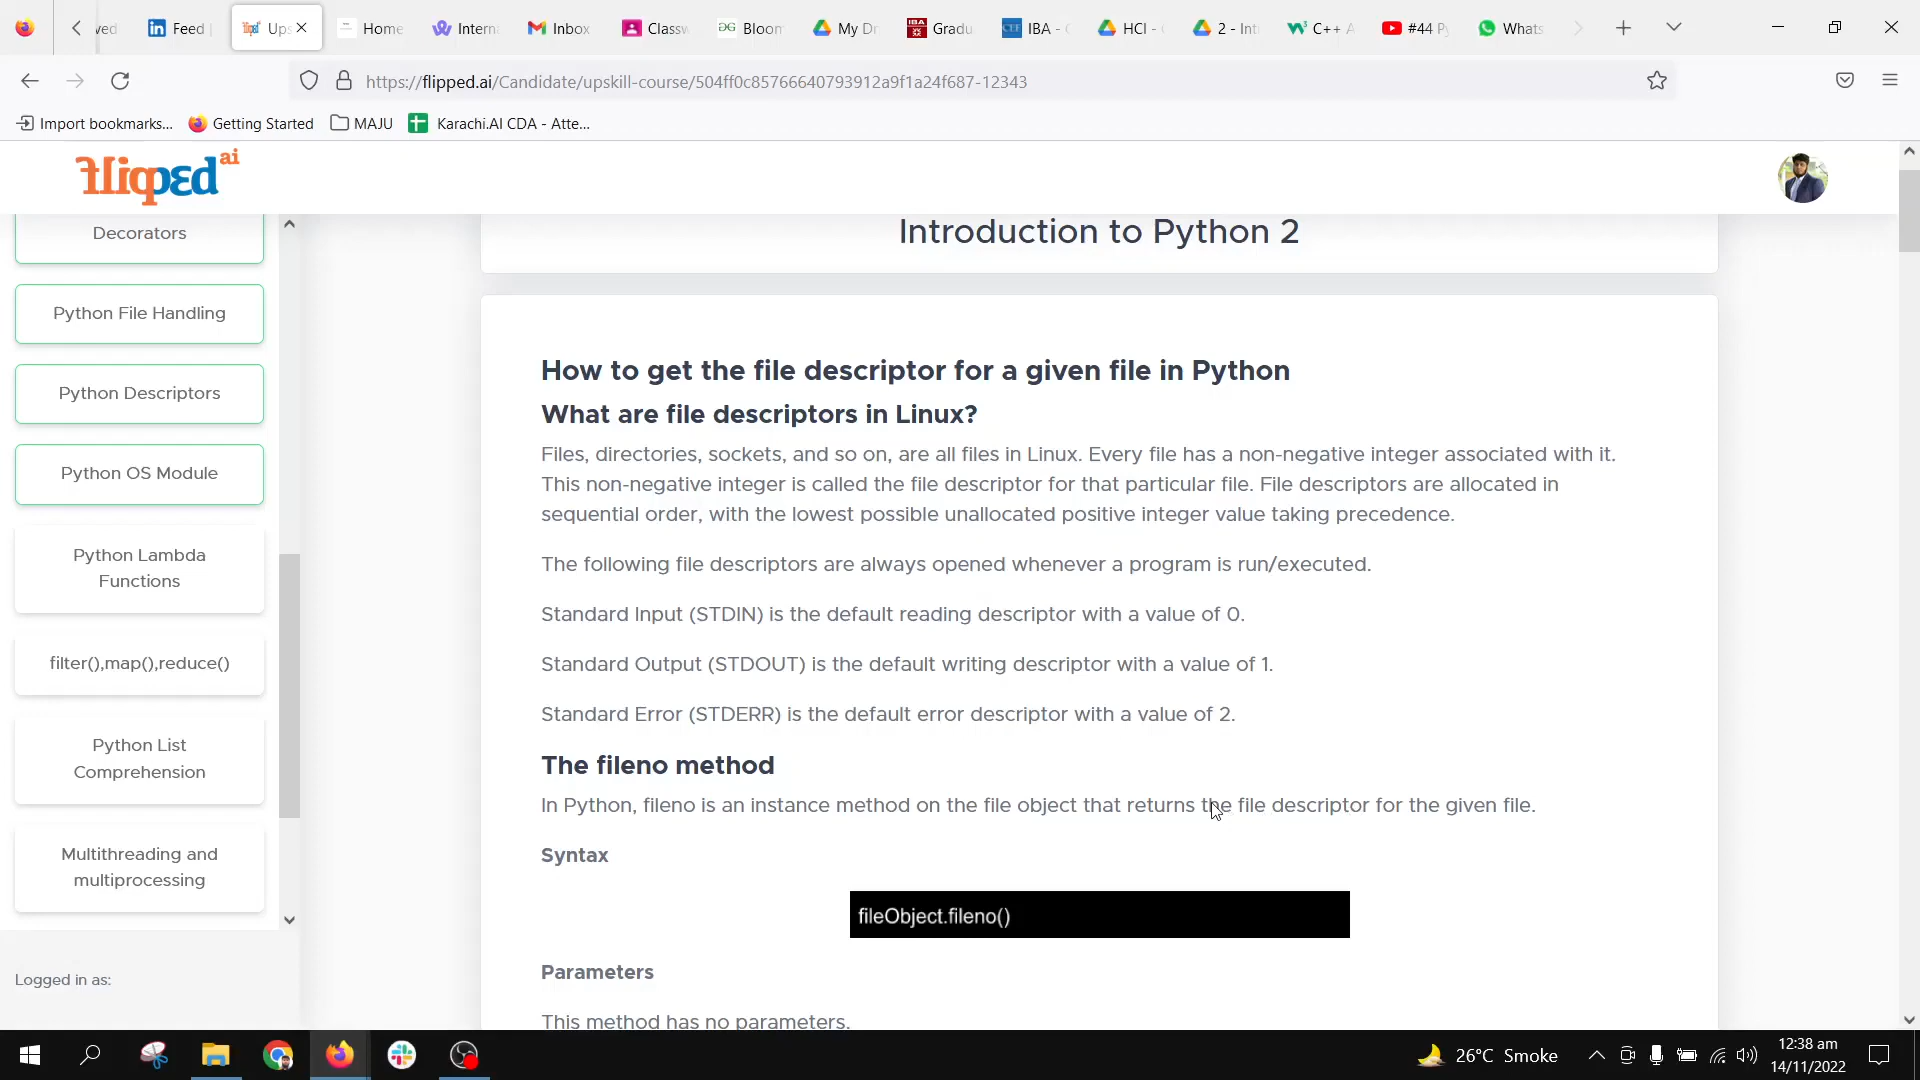 ved
Feed
Ups
Home
Intern
Inbox
Classw
Bloon
My Dr
Gradu
IBA - C
HCI -
2 - Int
C++ A
#44 Py
Whats
https://flipped.ai/Candidate/upskill-course/504ff0c85766640793912a9f1a24f687-12343
Import bookmarks...
Getting Started
MAJU
Karachi.AI CDA - Atte...
flipped ai
Introduction to Python 2
Decorators
Python File Handling
Python Descriptors
Python OS Module
Python Lambda
Functions
filter(),map(),reduce()
Python List
Comprehension
Multithreading and
multiprocessing
Logged in as:
How to get the file descriptor for a given file in Python
What are file descriptors in Linux?
Files, directories, sockets, and so on, are all files in Linux. Every file has a non-negative integer associated with it.
This non-negative integer is called the file descriptor for that particular file. File descriptors are allocated in
sequential order, with the lowest possible unallocated positive integer value taking precedence.
The following file descriptors are always opened whenever a program is run/executed.
Standard Input (STDIN) is the default reading descriptor with a value of 0.
Standard Output (STDOUT) is the default writing descriptor with a value of 1.
Standard Error (STDERR) is the default error descriptor with a value of 2.
The fileno method
In Python, fileno is an instance method on the file object that returns the file descriptor for the given file.
Syntax
fileObject.fileno()
Parameters
This method has no parameters.
26°C Smoke
12:38 am
14/11/2022